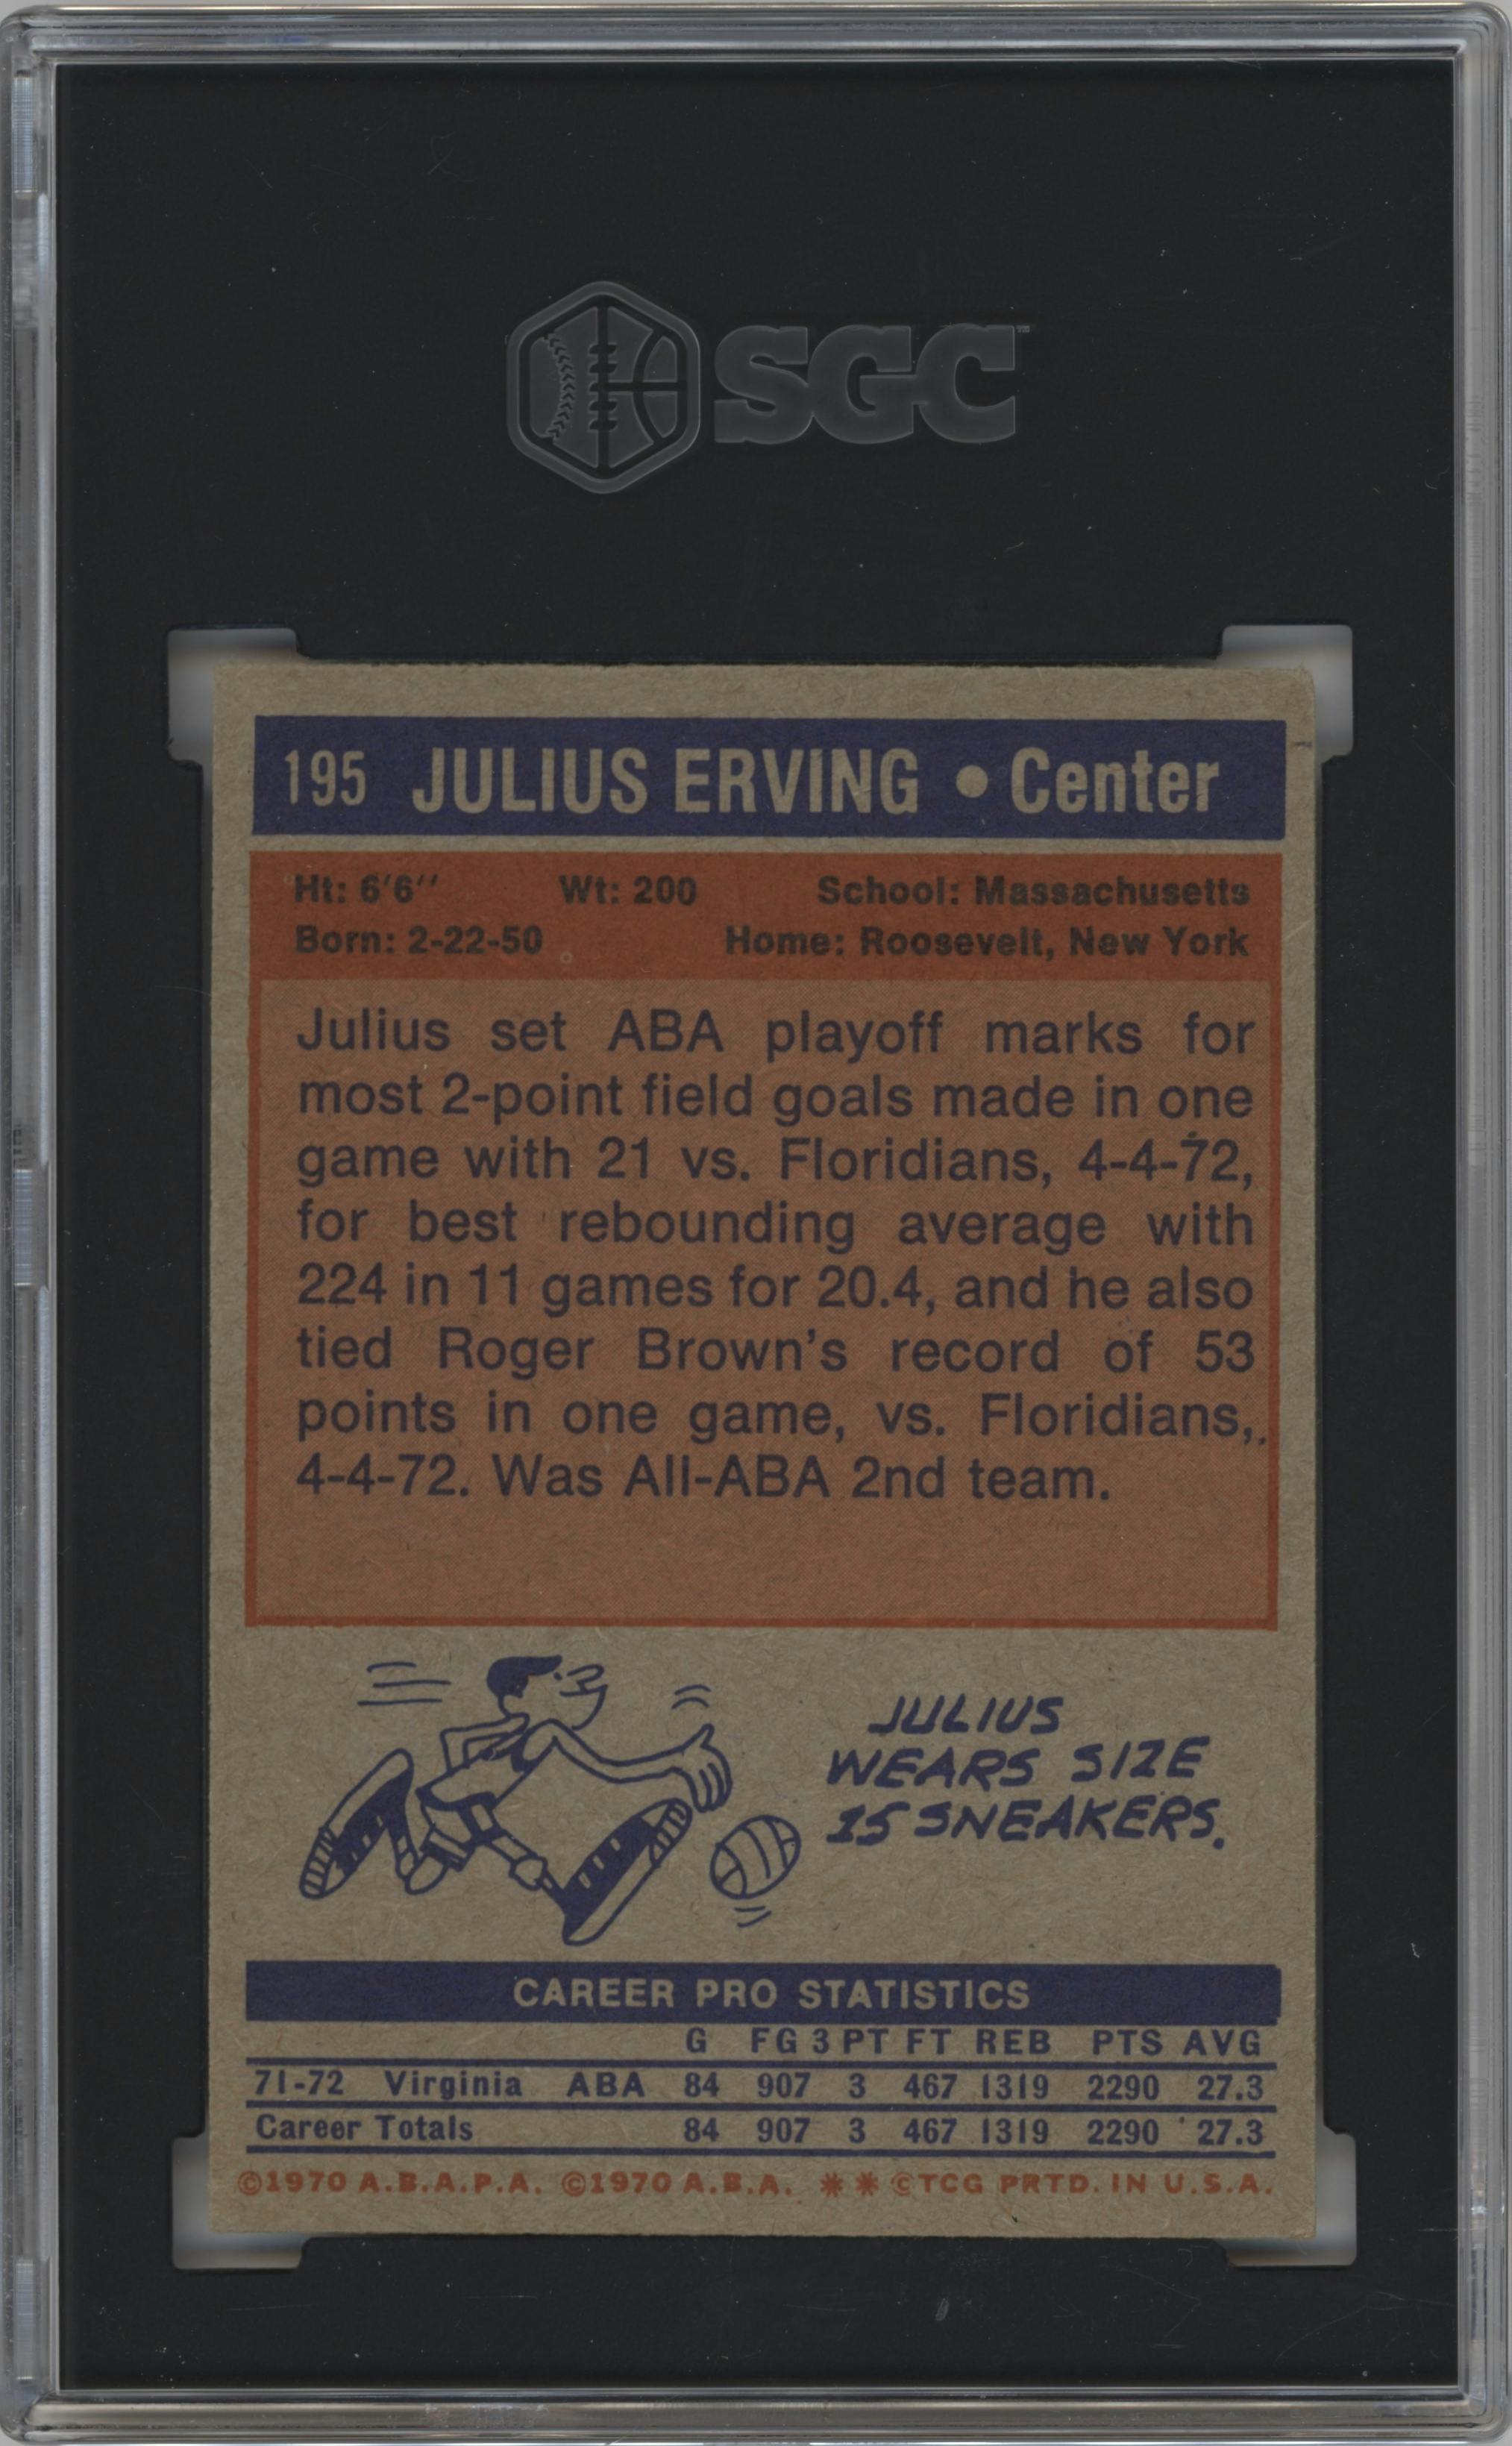 SGC™
195 JULIUS ERVING • Center
Ht: 6'6'' Wt: 200 School: Massachusetts
Born: 2-22-50 Home: Roosevelt, New York
Julius set ABA playoff marks for
most 2-point field goals made in one
game with 21 vs. Floridians, 4-4-72,
for best rebounding average with
224 in 11 games for 20.4, and he also
tied Roger Brown's record of 53
points in one game, vs. Floridians,
4-4-72. Was All-ABA 2nd team.
JULIUS
WEARS SIZE
15 SNEAKERS.
CAREER PRO STATISTICS
G FG 3 PT FT REB PTS AVG
71-72 Virginia ABA 84 907 3 467 1319 2290 27.3
Career Totals 84 907 3 467 1319 2290 27.3
©1970 A.B.A.P.A. ©1970 A.B.A. ✱✱©TCG PRTD. IN U.S.A.